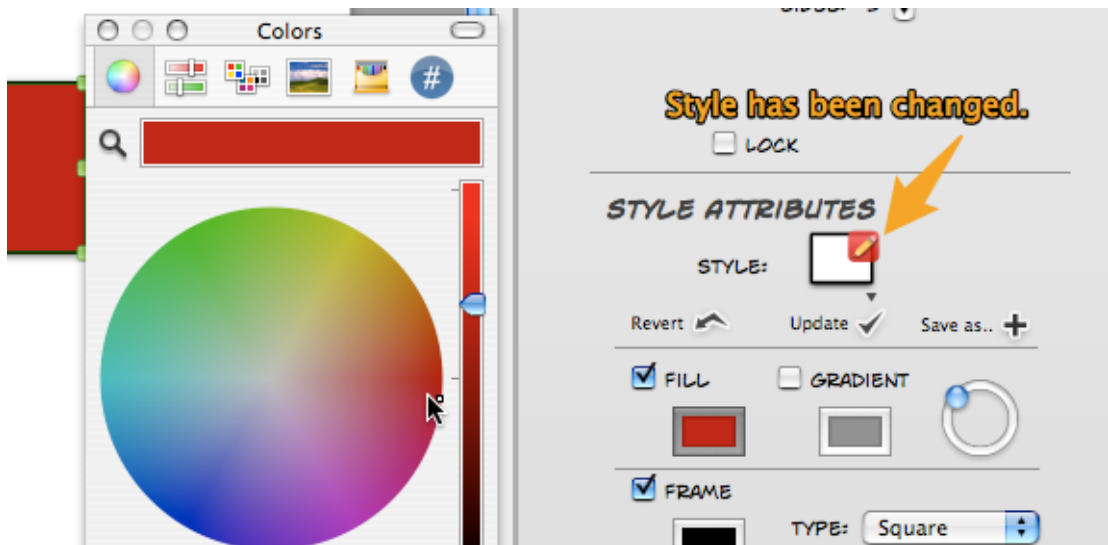 Colors
#
Style has been changed.
LOCK
STYLE ATTRIBUTES
STYLE:
Revert
Update
Save as..
FILL
GRADIENT
FRAME
TYPE: Square